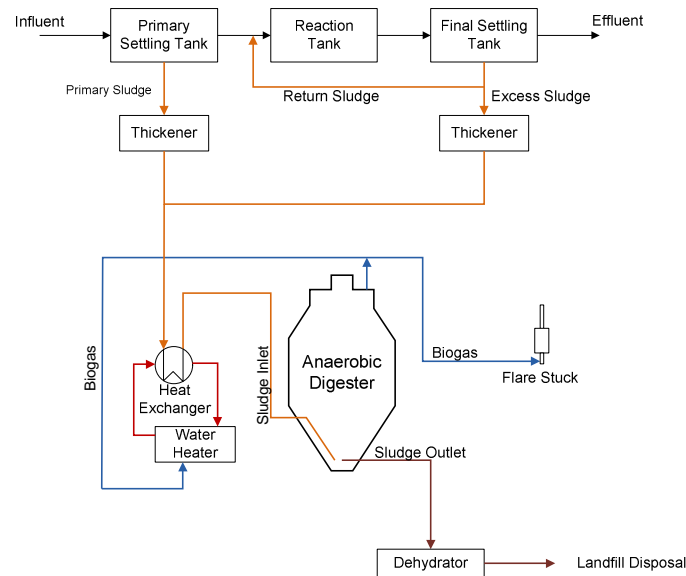 Influent
Primary
Settling Tank
Reaction
Tank
Final Settling
Tank
Effluent
Primary Sludge
Return Sludge
Excess Sludge
Thickener
Thickener
Biogas
Heat
Exchanger
Water
Heater
Sludge Inlet
Anaerobic
Digester
Biogas
Flare Stuck
Sludge Outlet
Dehydrator
Landfill Disposal